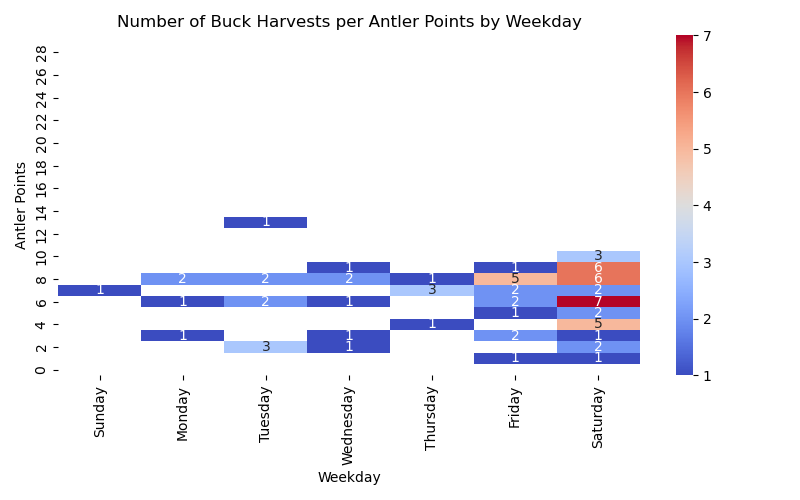 Number of Buck Harvests per Antler Points by Weekday
28
26
24
22
20
18
16
14
12
10
8
6
4
2
0
Antler Points
1
3
1 1 6
2 2 2 1 5 6
1 3 2 2
1 2 1 2 7
1 2
1 5
1 1 2 1
3 1 2
1 1
Sunday
Monday
Tuesday
Wednesday
Thursday
Friday
Saturday
Weekday
7
6
5
4
3
2
1